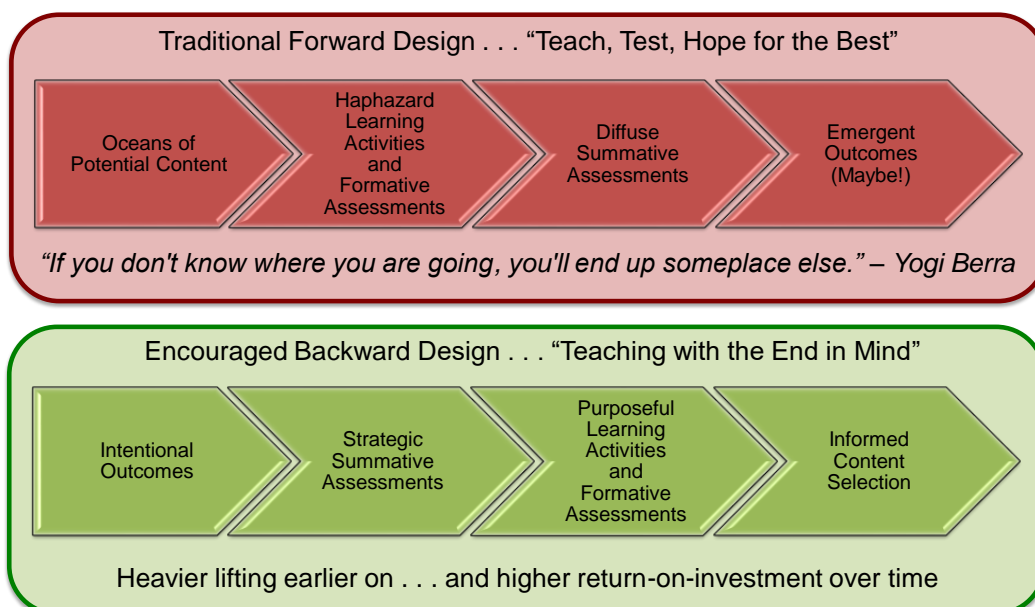 Traditional Forward Design . . . “Teach, Test, Hope for the Best”
Oceans of
Potential Content
Haphazard
Learning
Activities
and
Formative
Assessments
Diffuse
Summative
Assessments
Emergent
Outcomes
(Maybe!)
“If you don't know where you are going, you'll end up someplace else.” – Yogi Berra
Encouraged Backward Design . . . “Teaching with the End in Mind”
Intentional
Outcomes
Strategic
Summative
Assessments
Purposeful
Learning
Activities
and
Formative
Assessments
Informed
Content
Selection
Heavier lifting earlier on . . . and higher return-on-investment over time